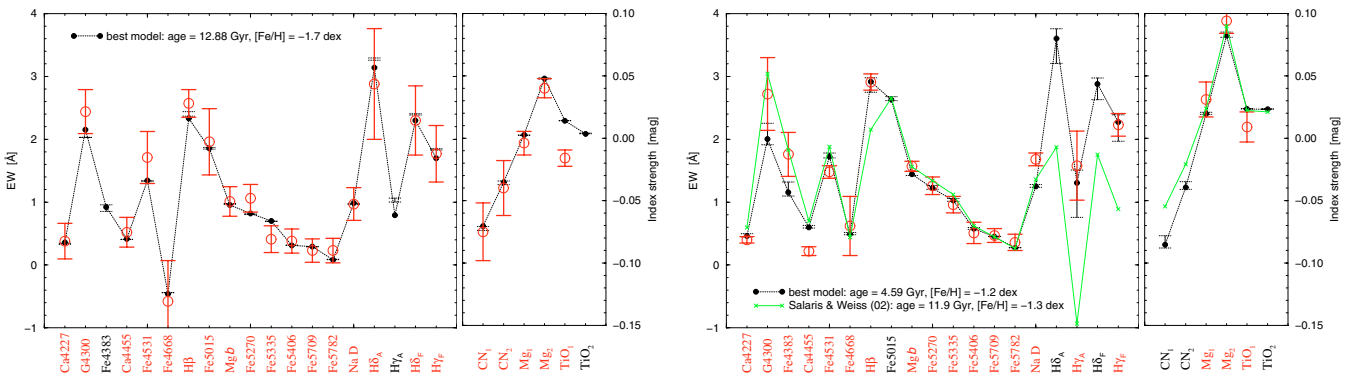 best model: age = 12.88 Gyr, [Fe/H] = −1.7 dex
EW [Å]
4
3
2
1
0
−1
Ca4227
G4300
Fe4383
Ca4455
Fe4531
Fe4668
Hβ
Fe5015
Mg b
Fe5270
Fe5335
Fe5406
Fe5709
Fe5782
Na D
HδA
HγA
HδF
HγF
0.10
0.05
0.00
−0.05
−0.10
−0.15
Index strength [mag]
CN1
CN2
Mg1
Mg2
TiO1
TiO2
EW [Å]
4
3
2
1
0
−1
best model: age = 4.59 Gyr, [Fe/H] = −1.2 dex
Salaris & Weiss (02): age = 11.9 Gyr, [Fe/H] = −1.3 dex
Ca4227
G4300
Fe4383
Ca4455
Fe4531
Fe4668
Hβ
Fe5015
Mg b
Fe5270
Fe5335
Fe5406
Fe5709
Fe5782
Na D
HδA
HγA
HδF
HγF
0.10
0.05
0.00
−0.05
−0.10
−0.15
Index strength [mag]
CN1
CN2
Mg1
Mg2
TiO1
TiO2